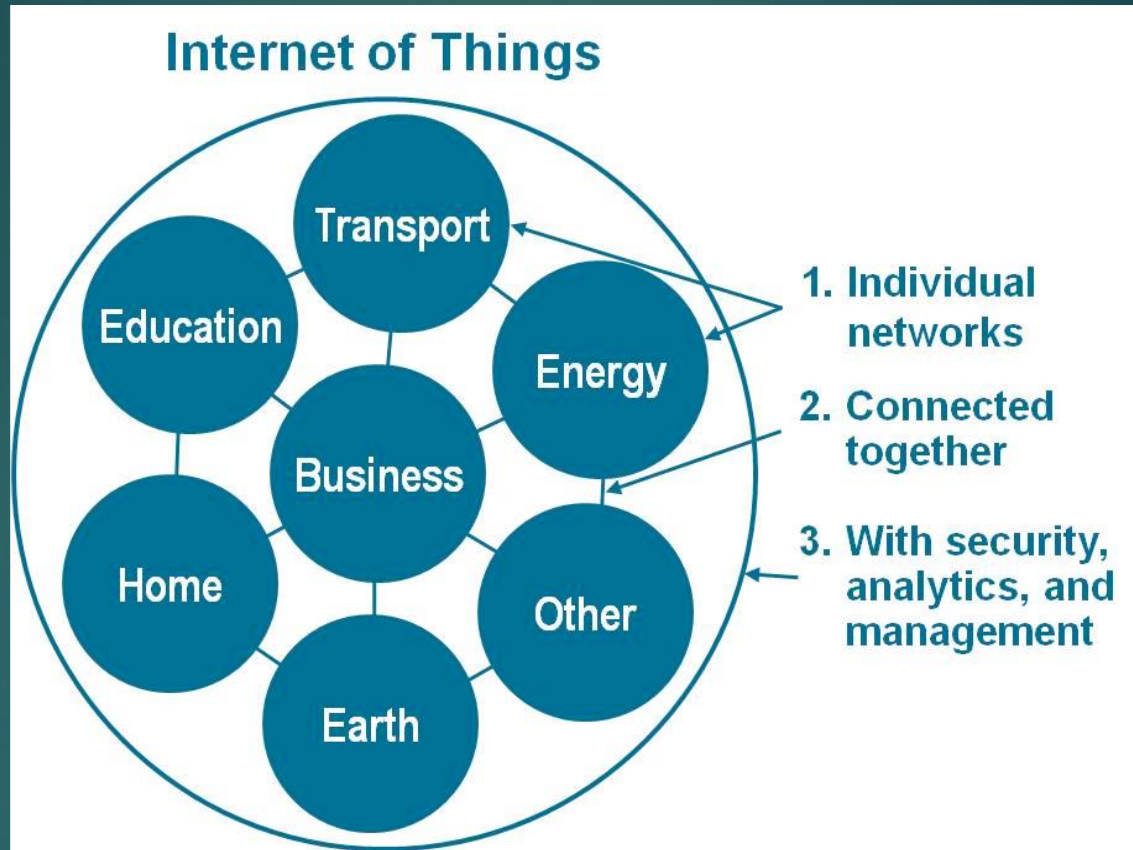 Internet of Things
Transport
Education
Energy
Business
Home
Other
Earth
1. Individual
networks
2. Connected
together
3. With security,
analytics, and
management